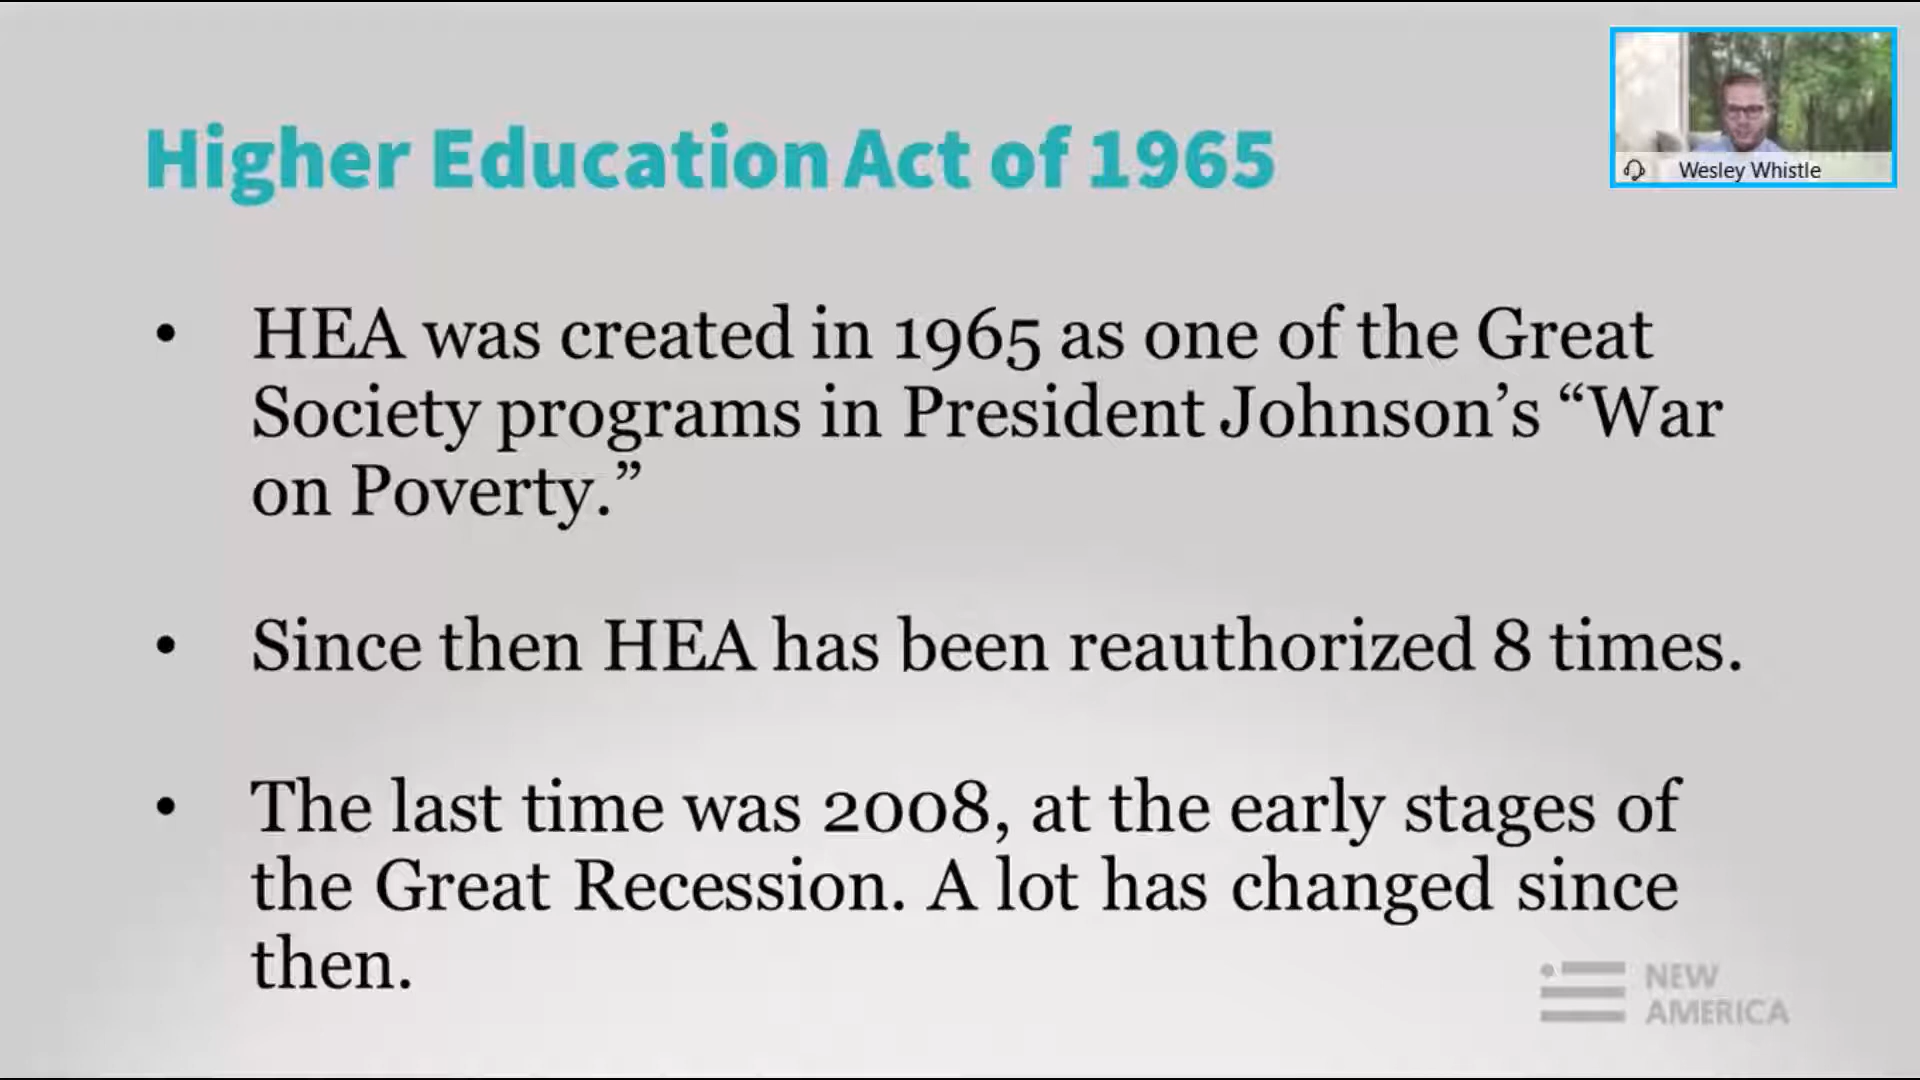 Higher Education Act of 1965
Wesley Whistle
• HEA was created in 1965 as one of the Great
Society programs in President Johnson’s “War
on Poverty.”
• Since then HEA has been reauthorized 8 times.
• The last time was 2008, at the early stages of
the Great Recession. A lot has changed since
then.
NEW
AMERICA